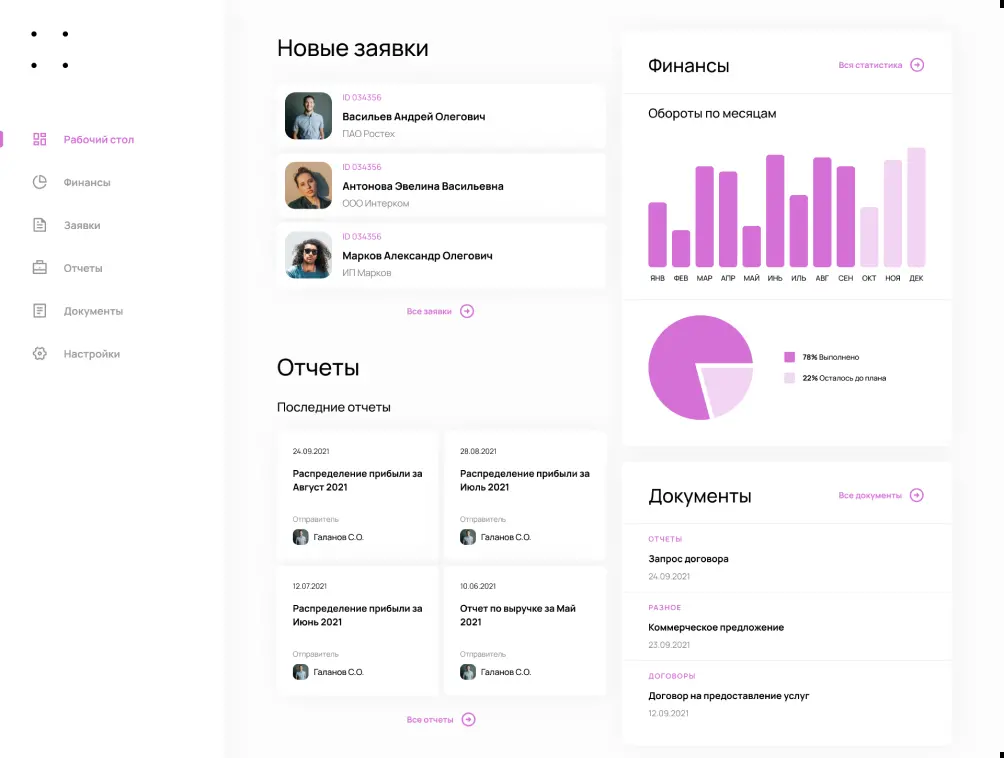 Рабочий стол
Финансы
Заявки
Отчеты
Документы
Настройки
Новые заявки
ID 034356
Васильев Андрей Олегович
ПАО Ростех
ID 034356
Антонова Эвелина Васильевна
ООО Интерком
ID 034356
Марков Александр Олегович
ИП Марков
Все заявки
Отчеты
Последние отчеты
24.09.2021
Распределение прибыли за
Август 2021
Отправитель
Галанов С.О.
28.08.2021
Распределение прибыли за
Июль 2021
Отправитель
Галанов С.О.
12.07.2021
Распределение прибыли за
Июнь 2021
Отправитель
Галанов С.О.
10.06.2021
Отчет по выручке за Май
2021
Отправитель
Галанов С.О.
Все отчеты
Финансы
Вся статистика
Обороты по месяцам
ЯНВ ФЕВ МАР АПР МАЙ ИНЬ ИЛЬ АВГ СЕН ОКТ НОЯ ДЕК
78% Выполнено
22% Осталось до плана
Документы
Все документы
ОТЧЕТЫ
Запрос договора
24.09.2021
РАЗНОЕ
Коммерческое предложение
23.09.2021
ДОГОВОРЫ
Договор на предоставление услуг
12.09.2021